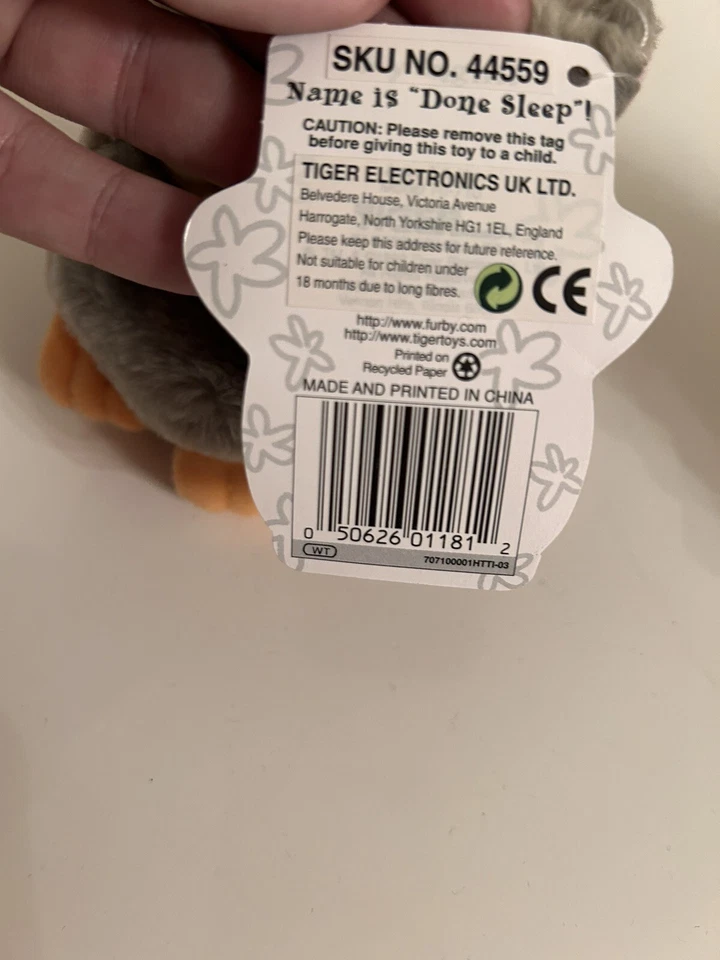 SKU NO. 44559
Name is "Done Sleep"!
CAUTION: Please remove this tag
before giving this toy to a child.
TIGER ELECTRONICS UK LTD.
Belvedere House, Victoria Avenue
Harrogate, North Yorkshire HG1 1EL, England
Please keep this address for future reference.
Not suitable for children under
18 months due to long fibres.
CE
http://www.furby.com
http://www.tigertoys.com
Printed on
Recycled Paper
MADE AND PRINTED IN CHINA
0 50626 01181 2
WT
707100001HTTI-03